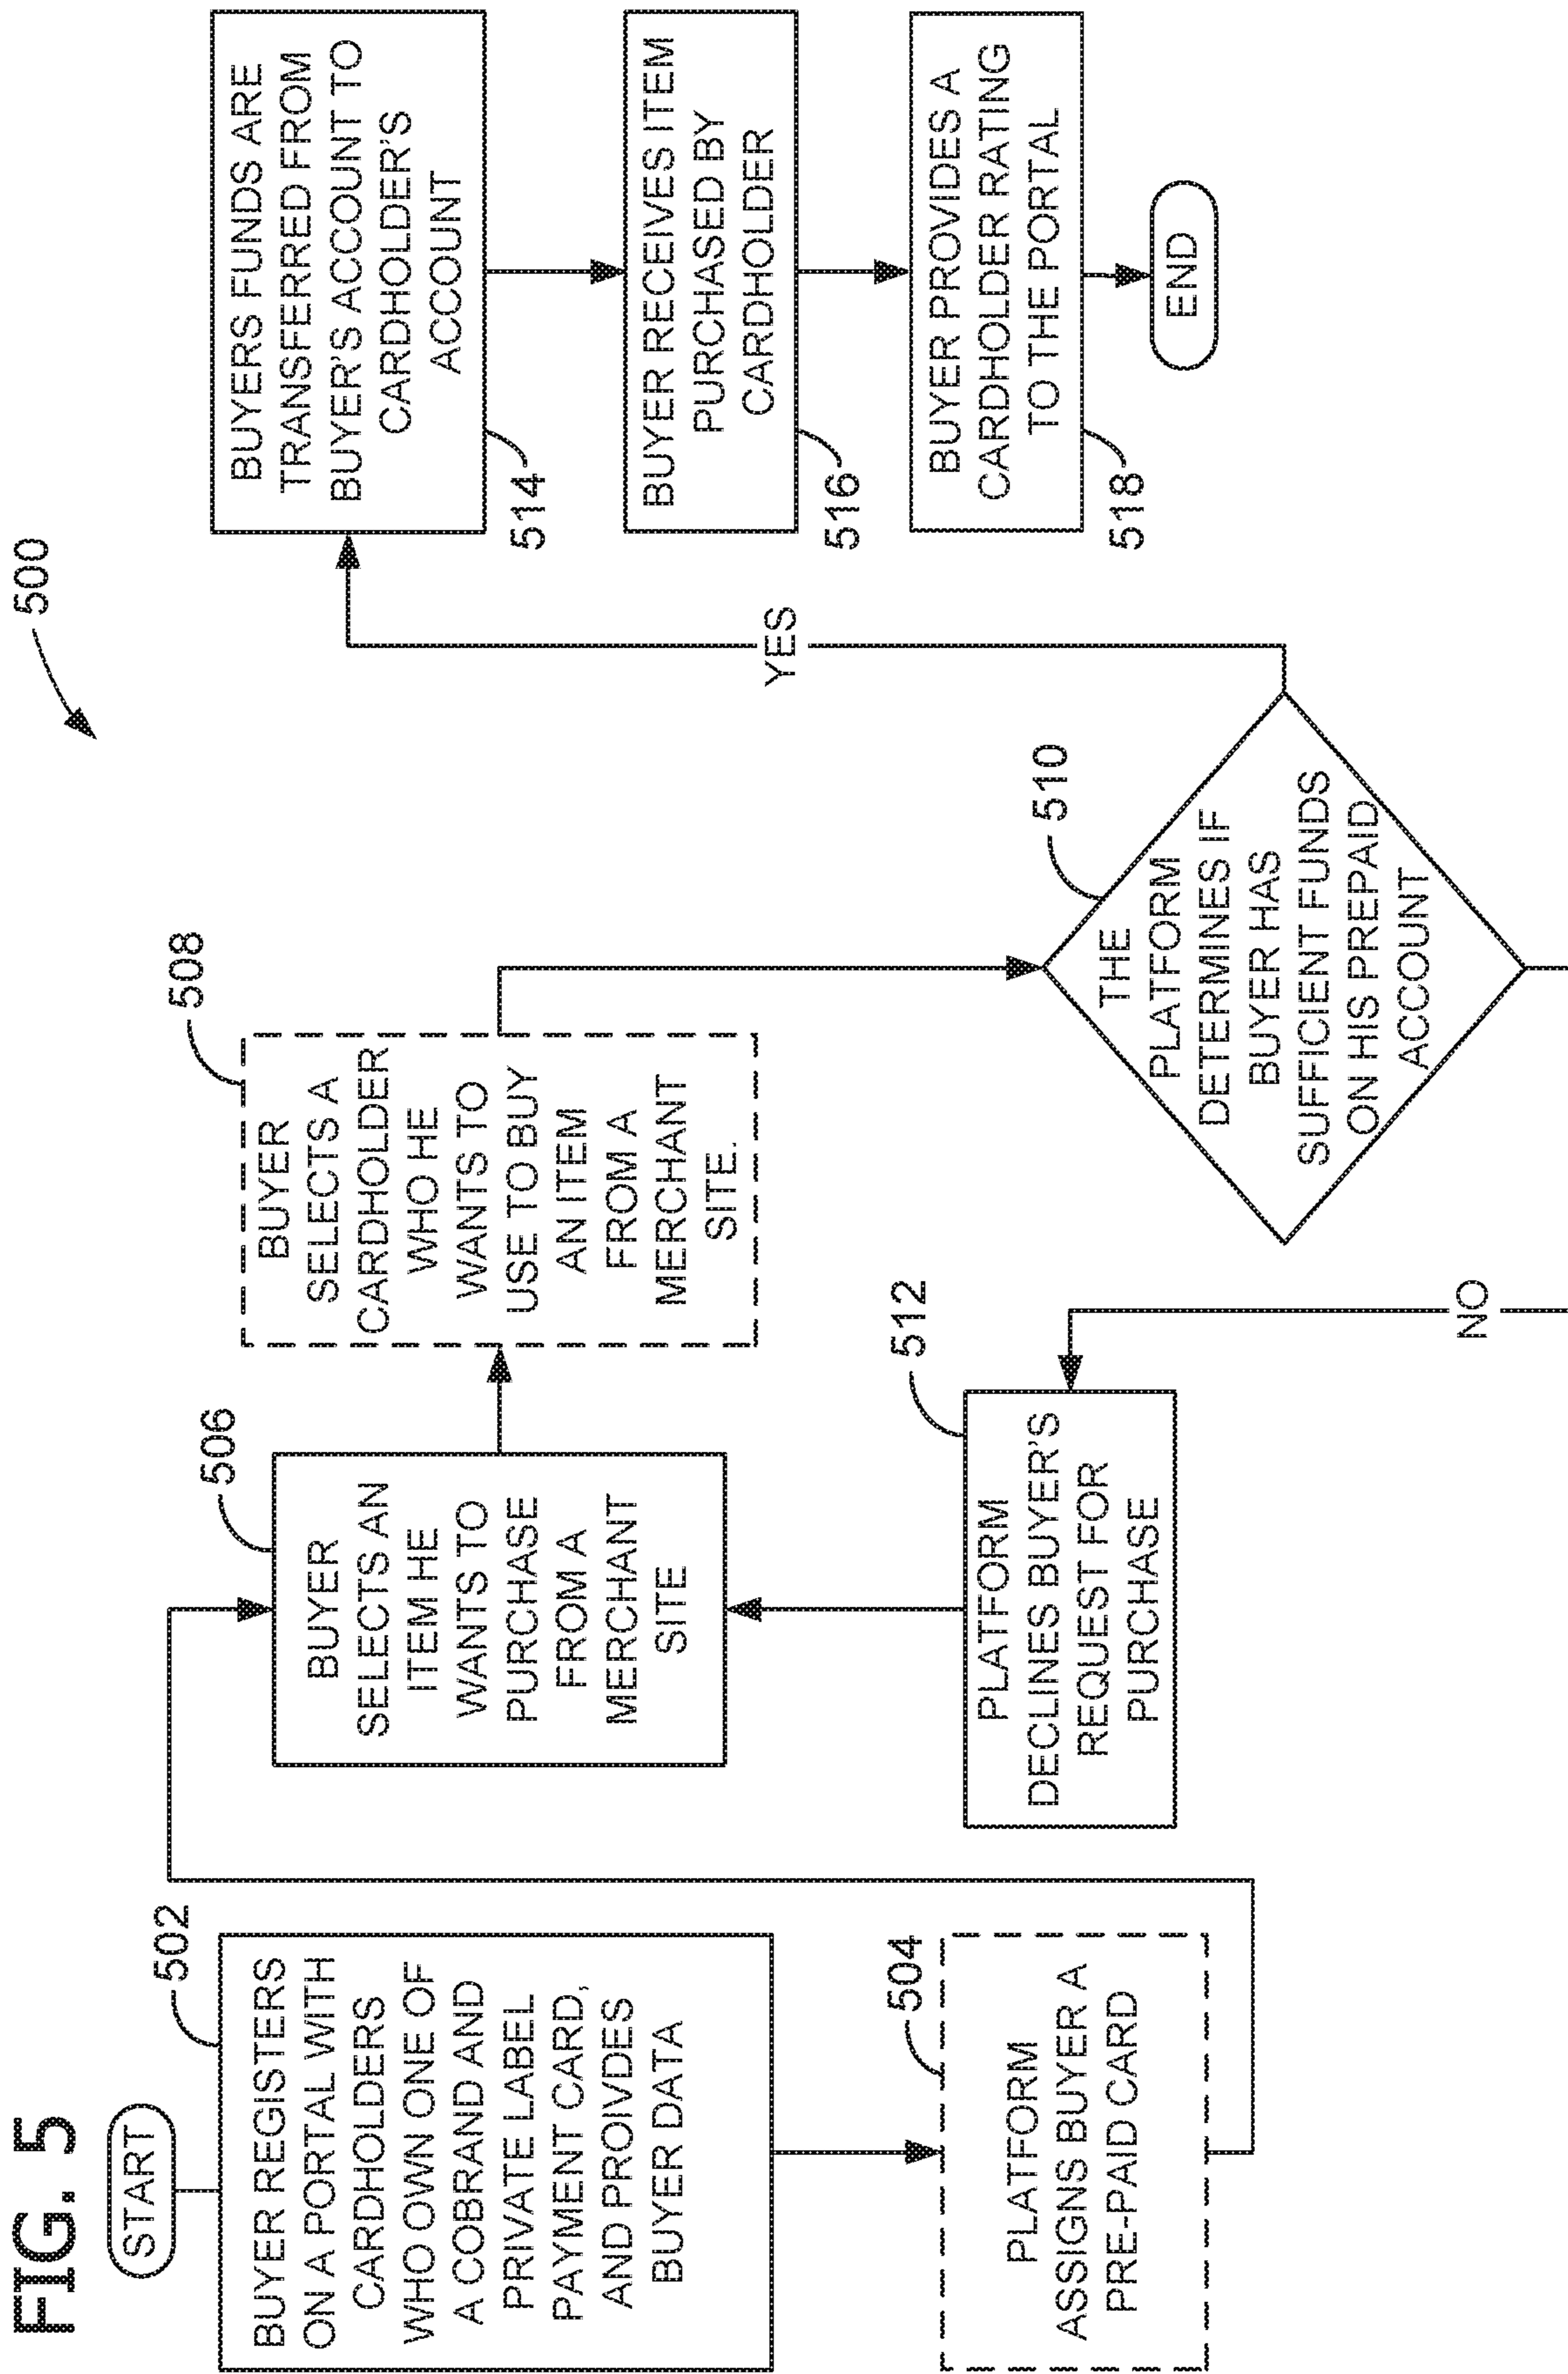 FIG. 5
500
START
502
BUYER REGISTERS
ON A PORTAL WITH
CARDHOLDERS
WHO OWN ONE OF
A COBRAND AND
PRIVATE LABEL
PAYMENT CARD,
AND PROIVDES
BUYER DATA
504
PLATFORM
ASSIGNS BUYER A
PRE-PAID CARD
506
BUYER
SELECTS AN
ITEM HE
WANTS TO
PURCHASE
FROM A
MERCHANT
SITE
508
BUYER
SELECTS A
CARDHOLDER
WHO HE
WANTS TO
USE TO BUY
AN ITEM
FROM A
MERCHANT
SITE.
510
THE
PLATFORM
DETERMINES IF
BUYER HAS
SUFFICIENT FUNDS
ON HIS PREPAID
ACCOUNT
NO
512
PLATFORM
DECLINES BUYER'S
REQUEST FOR
PURCHASE
YES
BUYERS FUNDS ARE
TRANSFERRED FROM
BUYER'S ACCOUNT TO
CARDHOLDER'S
ACCOUNT
514
BUYER RECEIVES ITEM
PURCHASED BY
CARDHOLDER
516
BUYER PROVIDES A
CARDHOLDER RATING
TO THE PORTAL
518
END